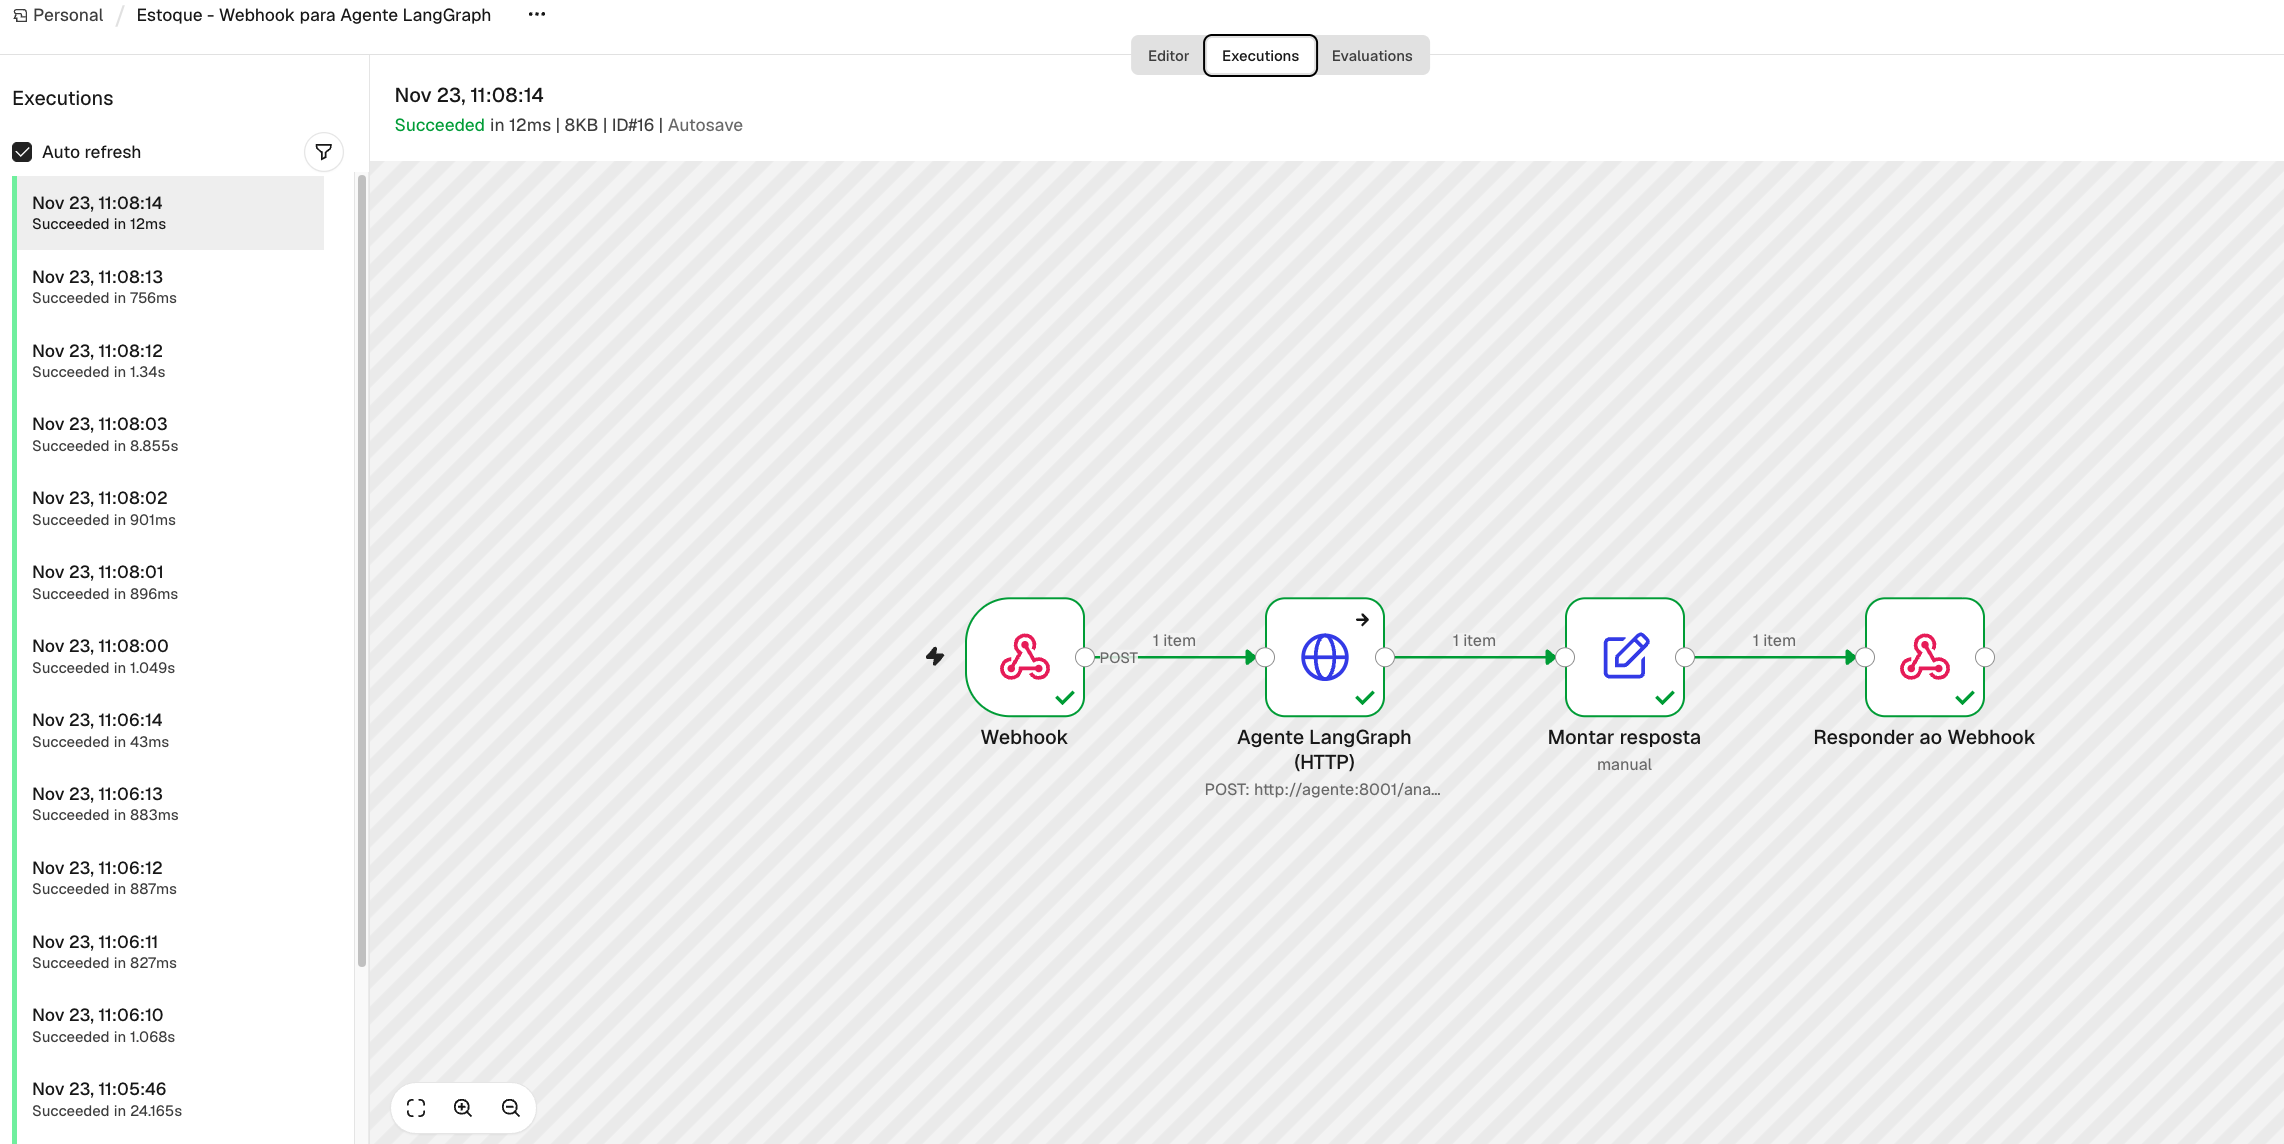 Personal / Estoque - Webhook para Agente LangGraph ...
Editor Executions Evaluations
Executions
Auto refresh
Nov 23, 11:08:14
Succeeded in 12ms
Nov 23, 11:08:13
Succeeded in 756ms
Nov 23, 11:08:12
Succeeded in 1.34s
Nov 23, 11:08:03
Succeeded in 8.855s
Nov 23, 11:08:02
Succeeded in 901ms
Nov 23, 11:08:01
Succeeded in 896ms
Nov 23, 11:08:00
Succeeded in 1.049s
Nov 23, 11:06:14
Succeeded in 43ms
Nov 23, 11:06:13
Succeeded in 883ms
Nov 23, 11:06:12
Succeeded in 887ms
Nov 23, 11:06:11
Succeeded in 827ms
Nov 23, 11:06:10
Succeeded in 1.068s
Nov 23, 11:05:46
Succeeded in 24.165s
Nov 23, 11:08:14
Succeeded in 12ms | 8KB | ID#16 | Autosave
POST
1 item
1 item
1 item
Webhook
Agente LangGraph
(HTTP)
POST: http://agente:8001/ana...
Montar resposta
manual
Responder ao Webhook